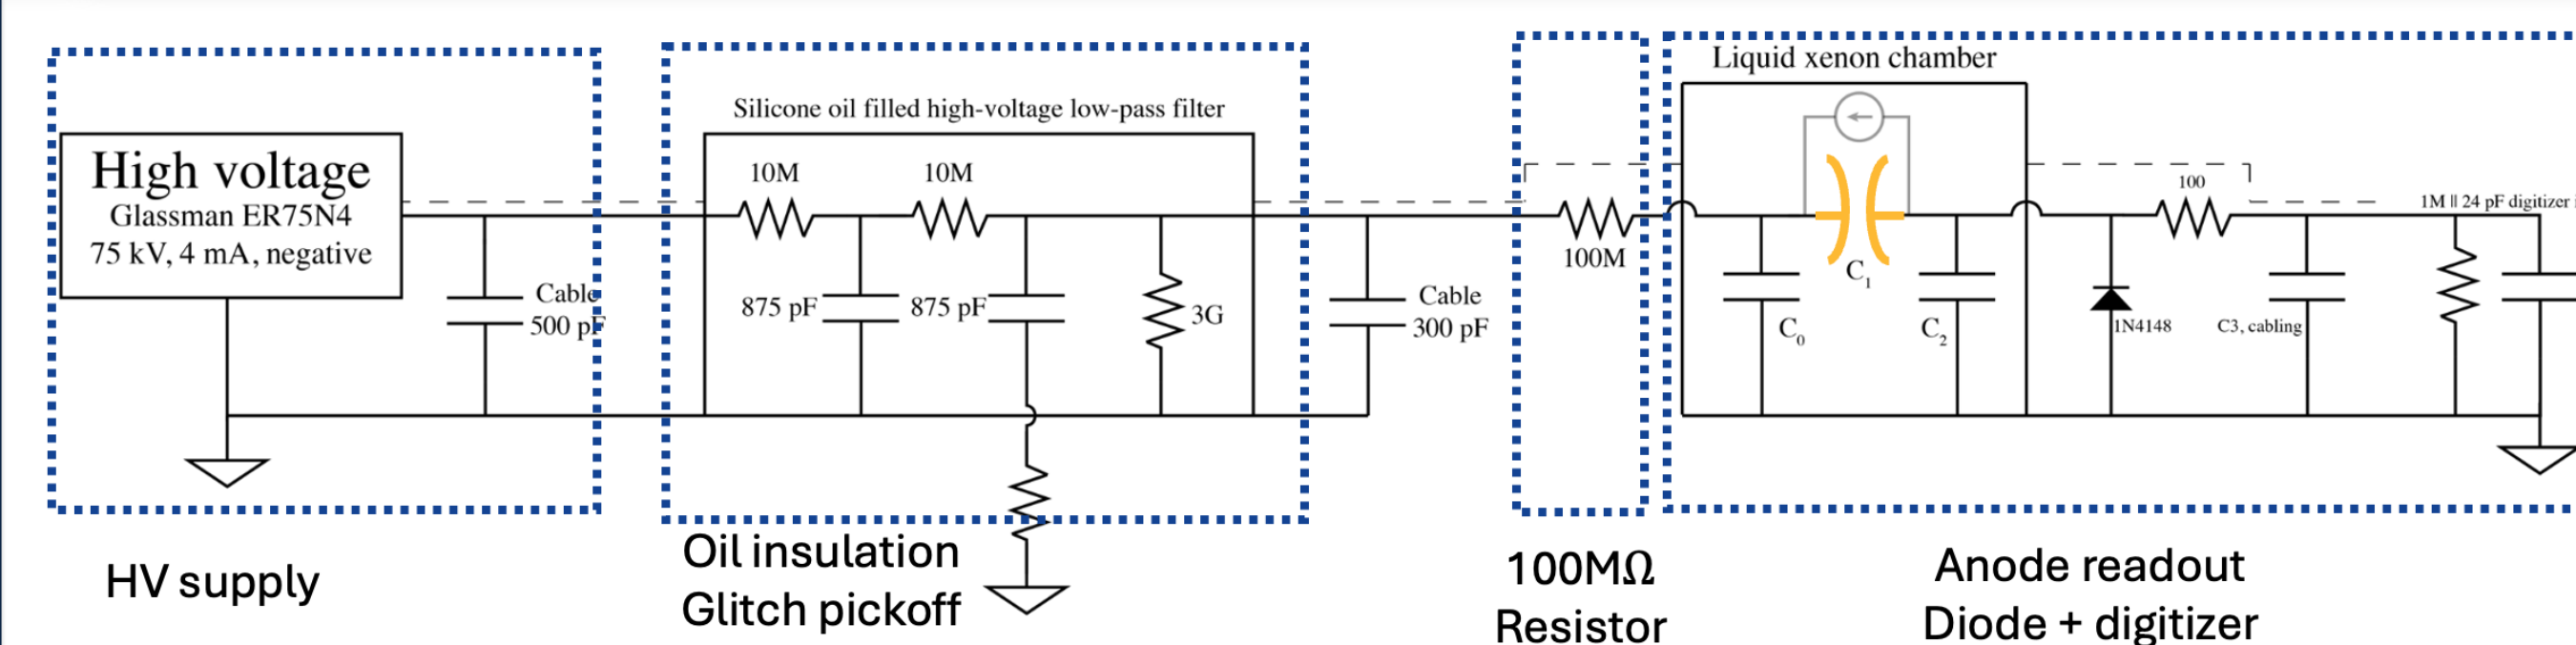 High voltage
Glassman ER75N4
75 kV, 4 mA, negative
Cable
500 pF
HV supply
Silicone oil filled high-voltage low-pass filter
10M
10M
875 pF
875 pF
3G
Oil insulation
Glitch pickoff
Cable
300 pF
100M
100MΩ
Resistor
Liquid xenon chamber
C1
C0
C2
1N4148
100
C3, cabling
1M || 24 pF digitizer
Anode readout
Diode + digitizer